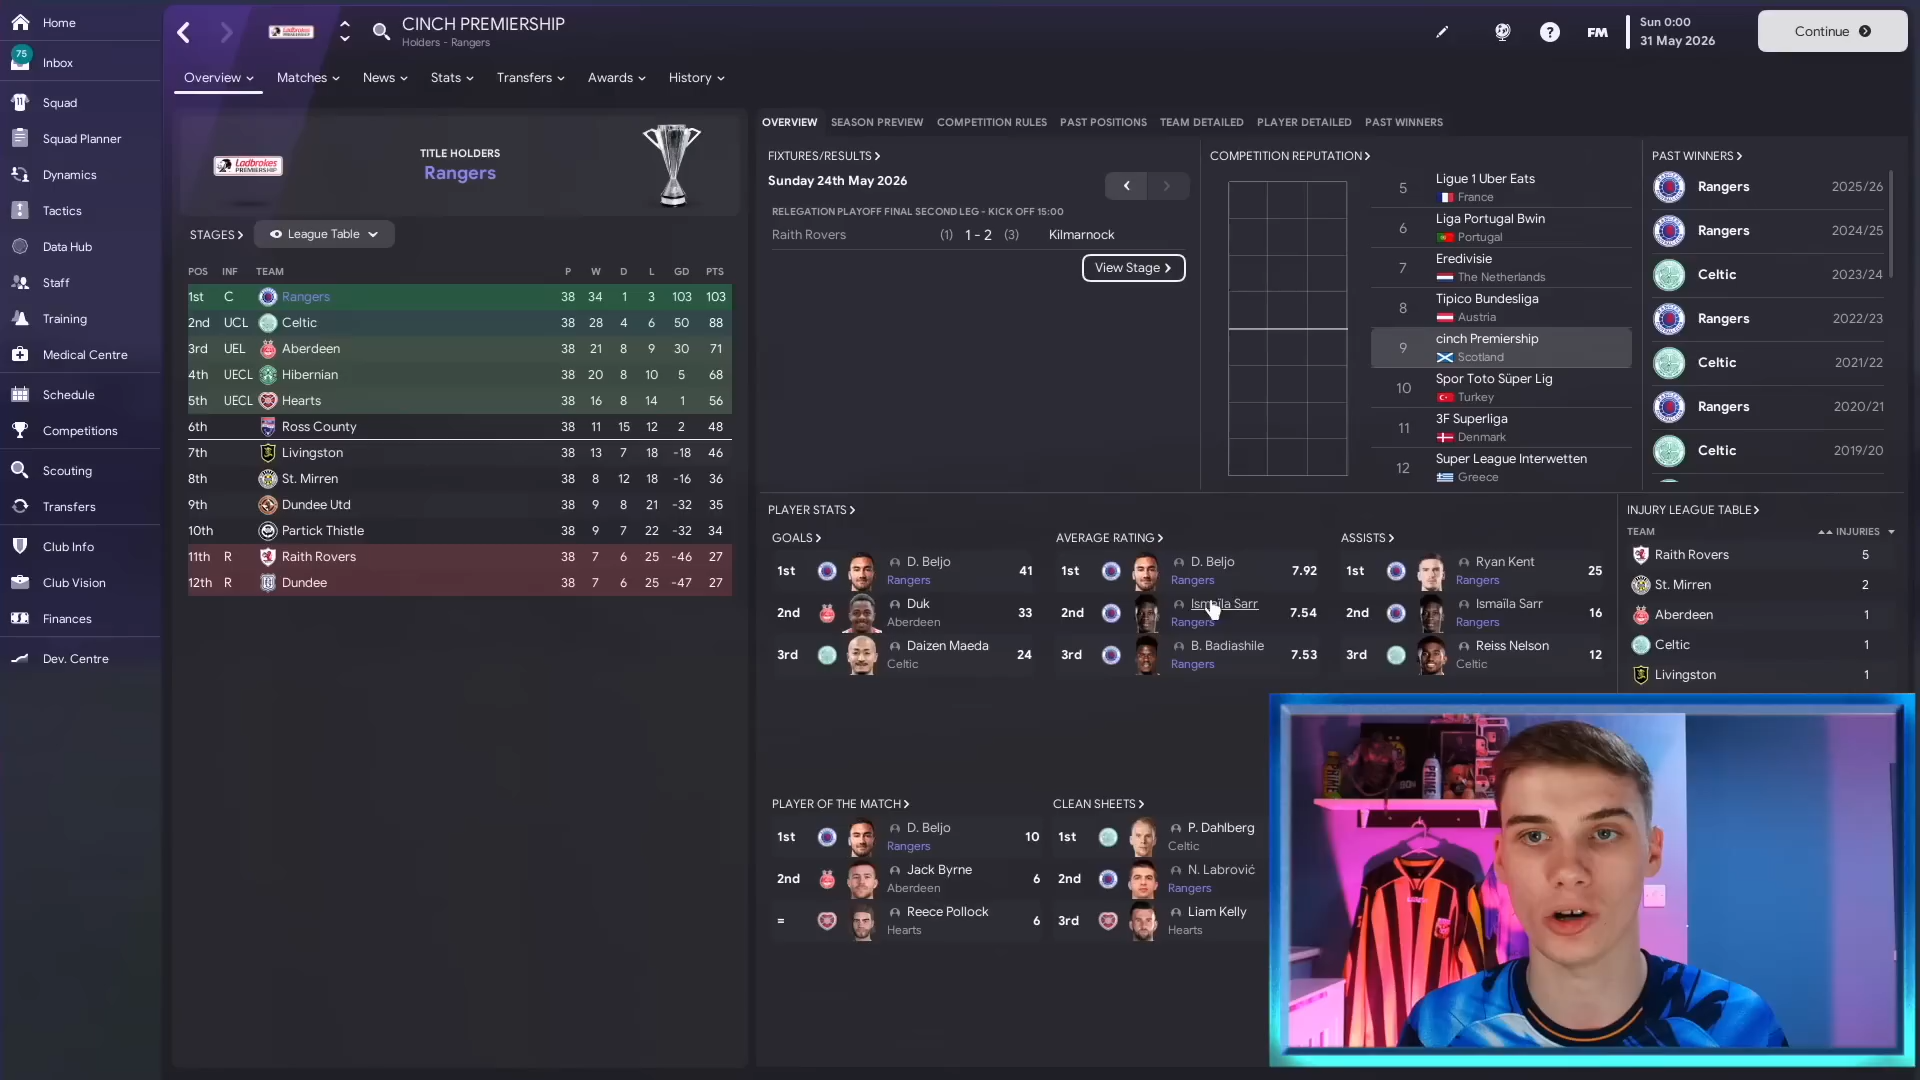 Home
75
Inbox
Squad
Squad Planner
Dynamics
Tactics
Data Hub
Staff
Training
Medical Centre
Schedule
Competitions
Scouting
Transfers
Club Info
Club Vision
Finances
Dev. Centre
CINCH PREMIERSHIP
Holders - Rangers
FM
Sun 0:00
31 May 2026
Continue
Overview
Matches
News
Stats
Transfers
Awards
History
Ladbrokes
PREMIERSHIP
TITLE HOLDERS
Rangers
STAGES
League Table
POS INF TEAM P W D L GD PTS
1st C Rangers 38 34 1 3 103 103
2nd UCL Celtic 38 28 4 6 50 88
3rd UEL Aberdeen 38 21 8 9 30 71
4th UECL Hibernian 38 20 8 10 5 68
5th UECL Hearts 38 16 8 14 1 56
6th Ross County 38 11 15 12 2 48
7th Livingston 38 13 7 18 -18 46
8th St. Mirren 38 8 12 18 -16 36
9th Dundee Utd 38 9 8 21 -32 35
10th Partick Thistle 38 9 7 22 -32 34
11th R Raith Rovers 38 7 6 25 -46 27
12th R Dundee 38 7 6 25 -47 27
OVERVIEW
SEASON PREVIEW
COMPETITION RULES
PAST POSITIONS
TEAM DETAILED
PLAYER DETAILED
PAST WINNERS
FIXTURES/RESULTS
Sunday 24th May 2026
RELEGATION PLAYOFF FINAL SECOND LEG - KICK OFF 15:00
Raith Rovers (1) 1 - 2 (3) Kilmarnock
View Stage
COMPETITION REPUTATION
5 Ligue 1 Uber Eats
France
6 Liga Portugal Bwin
Portugal
7 Eredivisie
The Netherlands
8 Tipico Bundesliga
Austria
9 cinch Premiership
Scotland
10 Spor Toto Süper Lig
Turkey
11 3F Superliga
Denmark
12 Super League Interwetten
Greece
PAST WINNERS
Rangers 2025/26
Rangers 2024/25
Celtic 2023/24
Rangers 2022/23
Celtic 2021/22
Rangers 2020/21
Celtic 2019/20
PLAYER STATS
GOALS
1st D. Beljo 41
Rangers
2nd Duk 33
Aberdeen
3rd Daizen Maeda 24
Celtic
AVERAGE RATING
1st D. Beljo 7.92
Rangers
2nd Ismaïla Sarr 7.54
Rangers
3rd B. Badiashile 7.53
Rangers
ASSISTS
1st Ryan Kent 25
Rangers
2nd Ismaïla Sarr 16
Rangers
3rd Reiss Nelson 12
Celtic
INJURY LEAGUE TABLE
TEAM INJURIES
Raith Rovers 5
St. Mirren 2
Aberdeen 1
Celtic 1
Livingston 1
PLAYER OF THE MATCH
1st D. Beljo 10
Rangers
2nd Jack Byrne 6
Aberdeen
= Reece Pollock 6
Hearts
CLEAN SHEETS
1st P. Dahlberg
Celtic
2nd N. Labrović
Rangers
3rd Liam Kelly
Hearts
PRIME